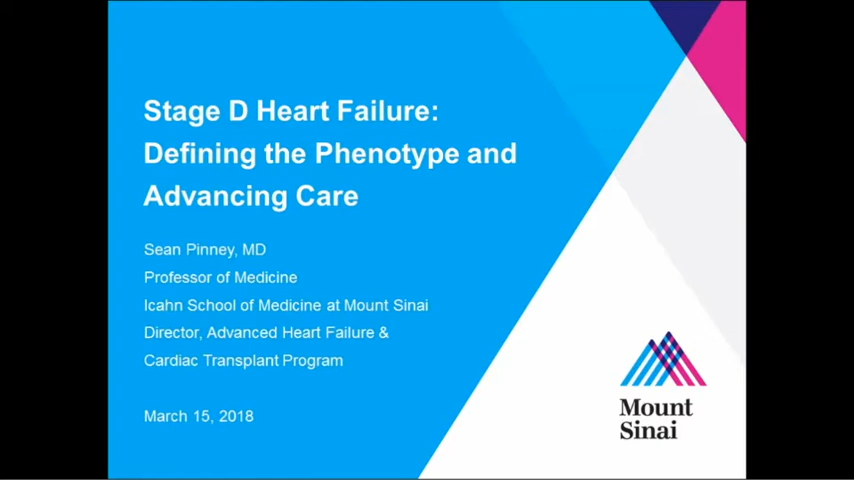 Stage D Heart Failure:
Defining the Phenotype and
Advancing Care
Sean Pinney, MD
Professor of Medicine
Icahn School of Medicine at Mount Sinai
Director, Advanced Heart Failure &
Cardiac Transplant Program
March 15, 2018
Mount
Sinai